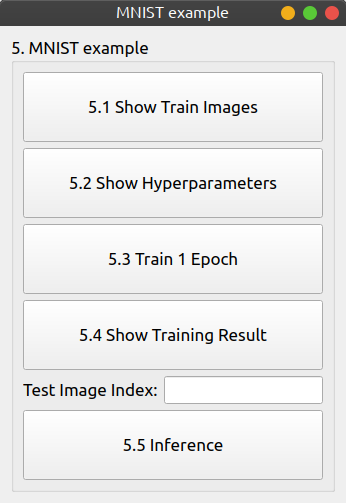 MNIST example
5. MNIST example
5.1 Show Train Images
5.2 Show Hyperparameters
5.3 Train 1 Epoch
5.4 Show Training Result
Test Image Index:
5.5 Inference